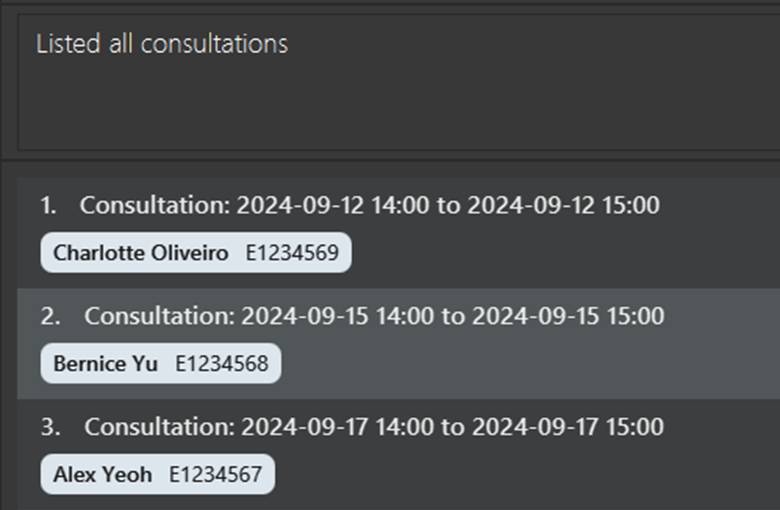 Listed all consultations
1. Consultation: 2024-09-12 14:00 to 2024-09-12 15:00
Charlotte Oliveiro E1234569
2. Consultation: 2024-09-15 14:00 to 2024-09-15 15:00
Bernice Yu E1234568
3. Consultation: 2024-09-17 14:00 to 2024-09-17 15:00
Alex Yeoh E1234567